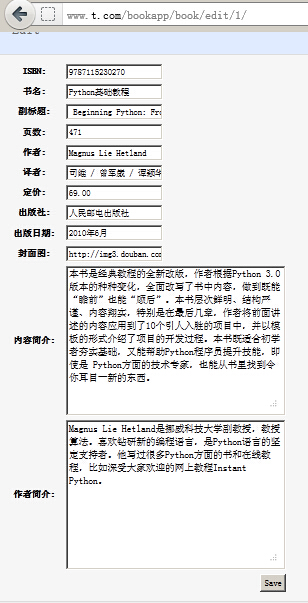 www.t.com/bookapp/book/edit/1/
ISBN: 9787115230270
书名: Python基础教程
副标题: Beginning Python: Fro
页数: 471
作者: Magnus Lie Hetland
译者: 司维 / 曾军崴 / 谭颖华
定价: 69.00
出版社: 人民邮电出版社
出版日期: 2010年6月
封面图: http://img3.douban.com
内容简介:
本书是经典教程的全新改版，作者根据Python 3.0
版本的种种变化，全面改写了书中内容，做到既能
“瞻前”也能“顾后”。本书层次鲜明、结构严
谨、内容翔实，特别是在最后几章，作者将前面讲
述的内容应用到了10个引人入胜的项目中，并以模
板的形式介绍了项目的开发过程。本书既适合初学
者夯实基础，又能帮助Python程序员提升技能，即
使是 Python方面的技术专家，也能从书里找到令
你耳目一新的东西。
作者简介:
Magnus Lie Hetland是挪威科技大学副教授，教授
算法。喜欢钻研新的编程语言，是Python语言的坚
定支持者。他写过很多Python方面的书和在线教
程，比如深受大家欢迎的网上教程Instant
Python。
Save